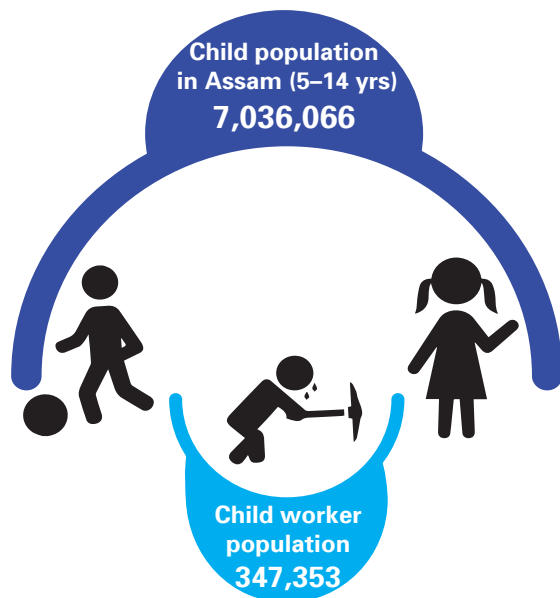 Child population
in Assam (5–14 yrs)
7,036,066
Child worker
population
347,353